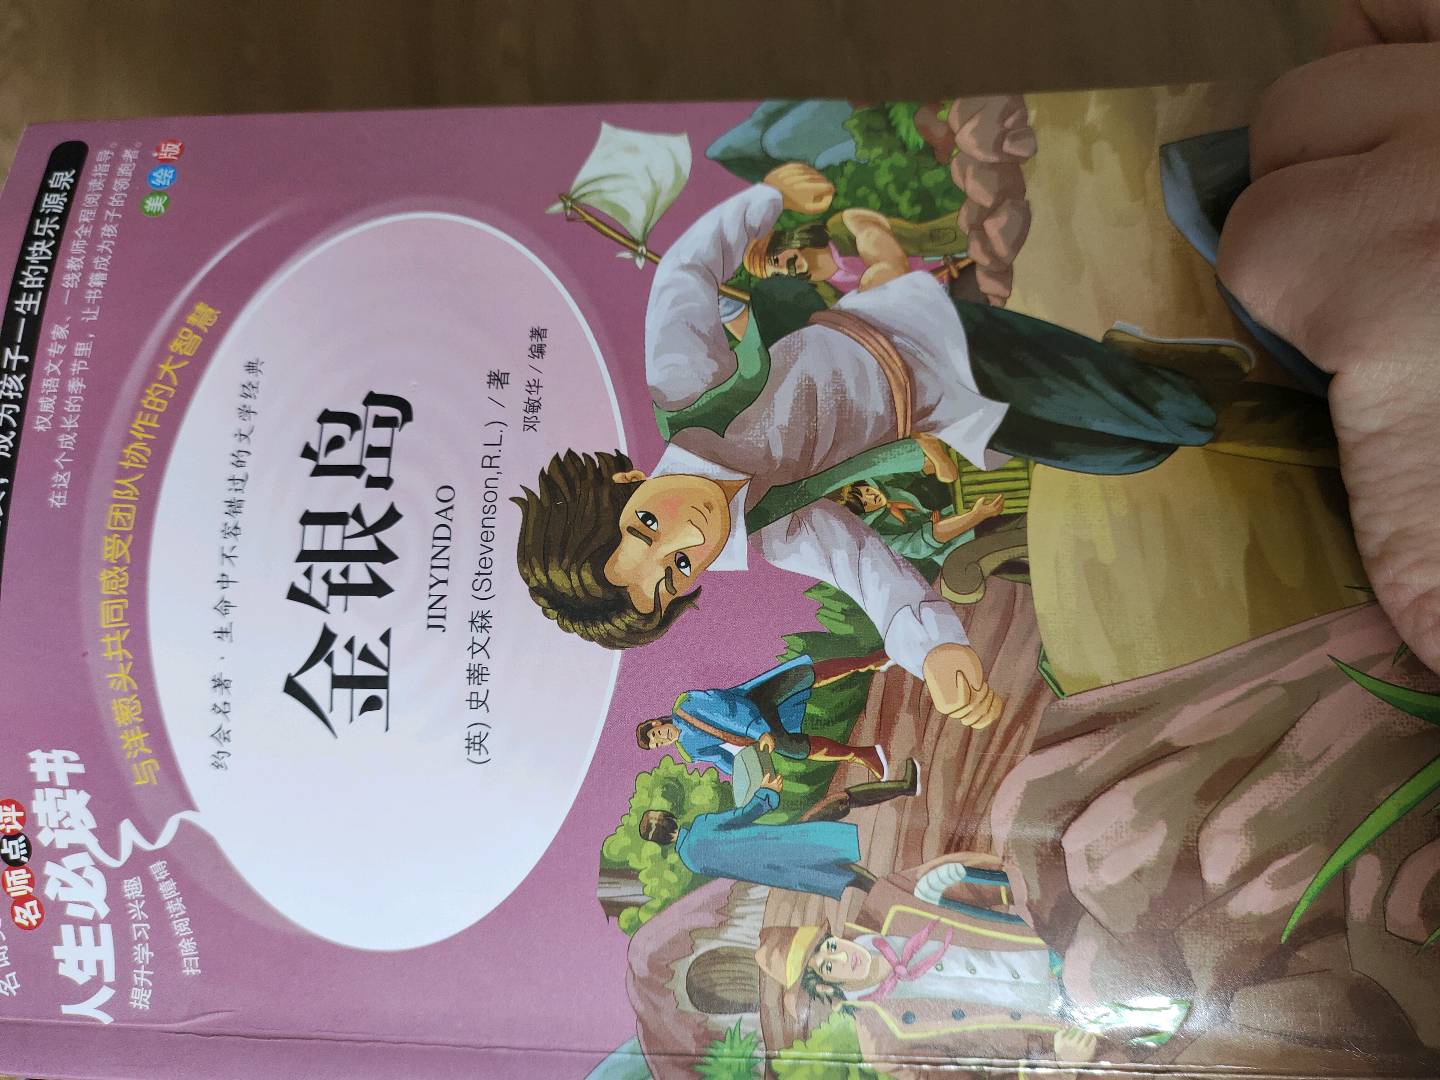 成为孩子一生的快乐源泉
权威语文专家、一线教师全程阅读指导。
在这个成长的季节里，让书籍成为孩子的领跑者。
美绘版
名师点评
人生必读书
提升学习兴趣
扫除阅读障碍
与洋葱头共同感受团队协作的大智慧
约会名著·生命中不容错过的文学经典
金银岛
JINYINDAO
(英) 史蒂文森 (Stevenson,R.L.) / 著
邓敏华 / 编著